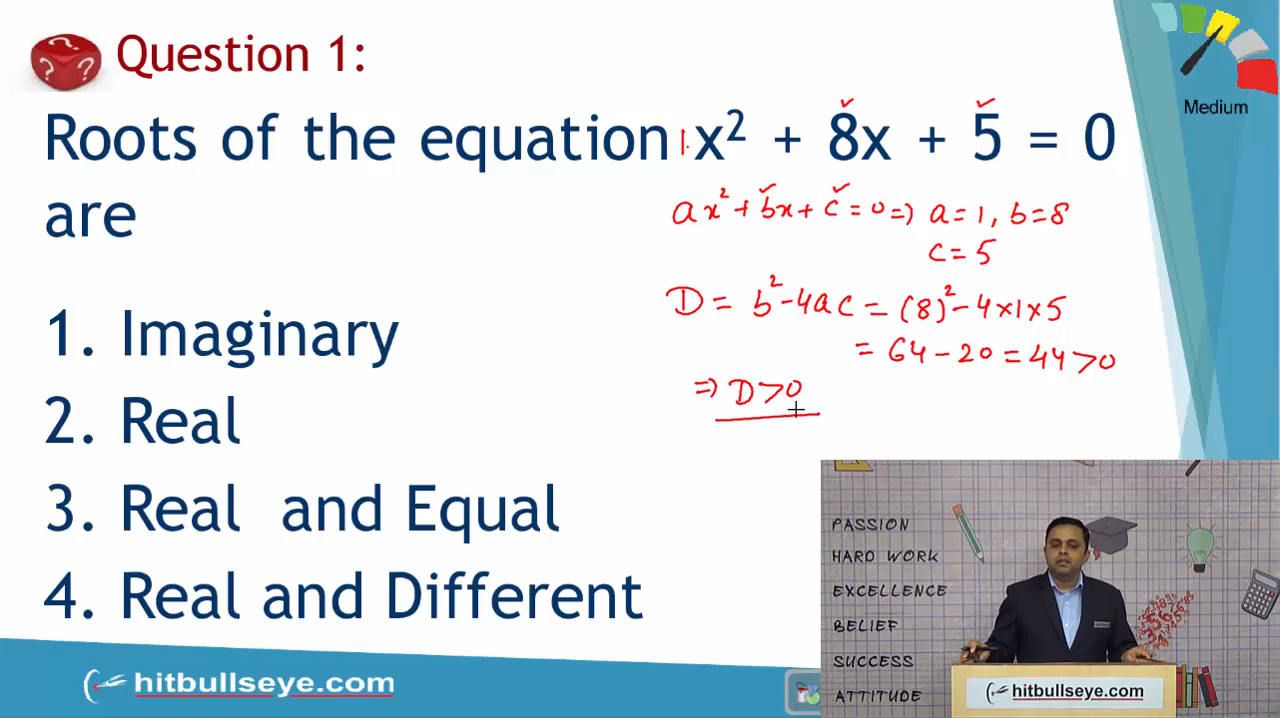 Question 1:
Medium
Roots of the equation 1.x² + 8x + 5 = 0
are
ax² + bx + c = 0 => a = 1, b = 8
c = 5
D = b² - 4ac = (8)² - 4×1×5
= 64 - 20 = 44 > 0
=> D > 0
1. Imaginary
2. Real
3. Real and Equal
4. Real and Different
PASSION
HARD WORK
EXCELLENCE
BELIEF
SUCCESS
ATTITUDE
hitbullseye.com
hitbullseye.com